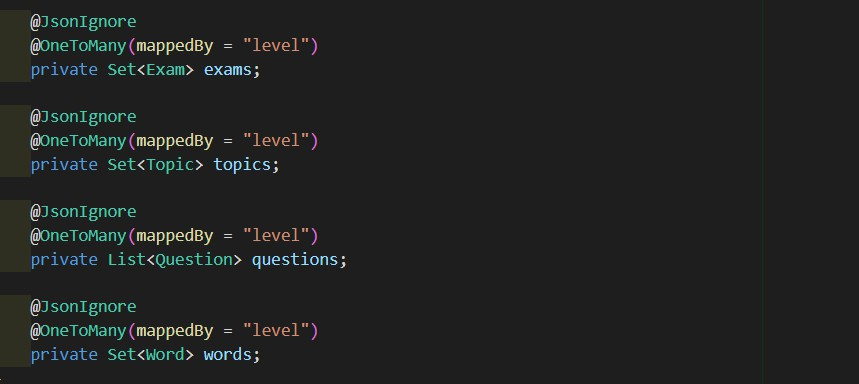 @JsonIgnore
@OneToMany(mappedBy = "level")
private Set<Exam> exams;
@JsonIgnore
@OneToMany(mappedBy = "level")
private Set<Topic> topics;
@JsonIgnore
@OneToMany(mappedBy = "level")
private List<Question> questions;
@JsonIgnore
@OneToMany(mappedBy = "level")
private Set<Word> words;